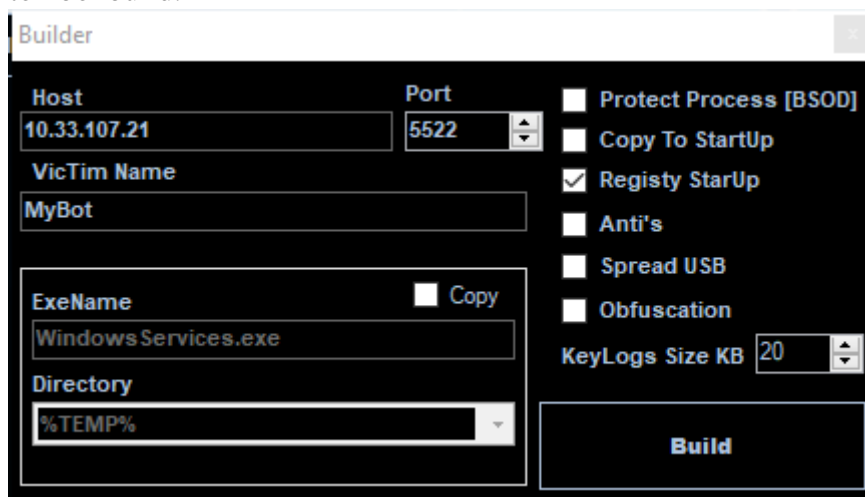 Builder
x
Host
Port
10.33.107.21
5522
VicTim Name
MyBot
ExeName
Copy
WindowsServices.exe
Directory
%TEMP%
Protect Process [BSOD]
Copy To StartUp
Registy StarUp
Anti's
Spread USB
Obfuscation
KeyLogs Size KB
20
Build